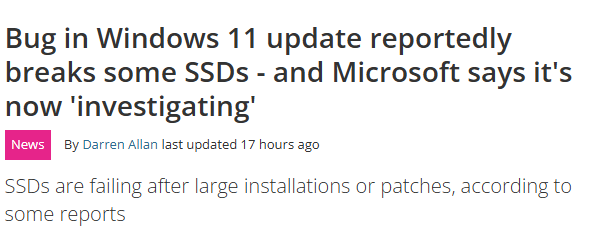 Bug in Windows 11 update reportedly
breaks some SSDs - and Microsoft says it's
now 'investigating'
News By Darren Allan last updated 17 hours ago
SSDs are failing after large installations or patches, according to
some reports